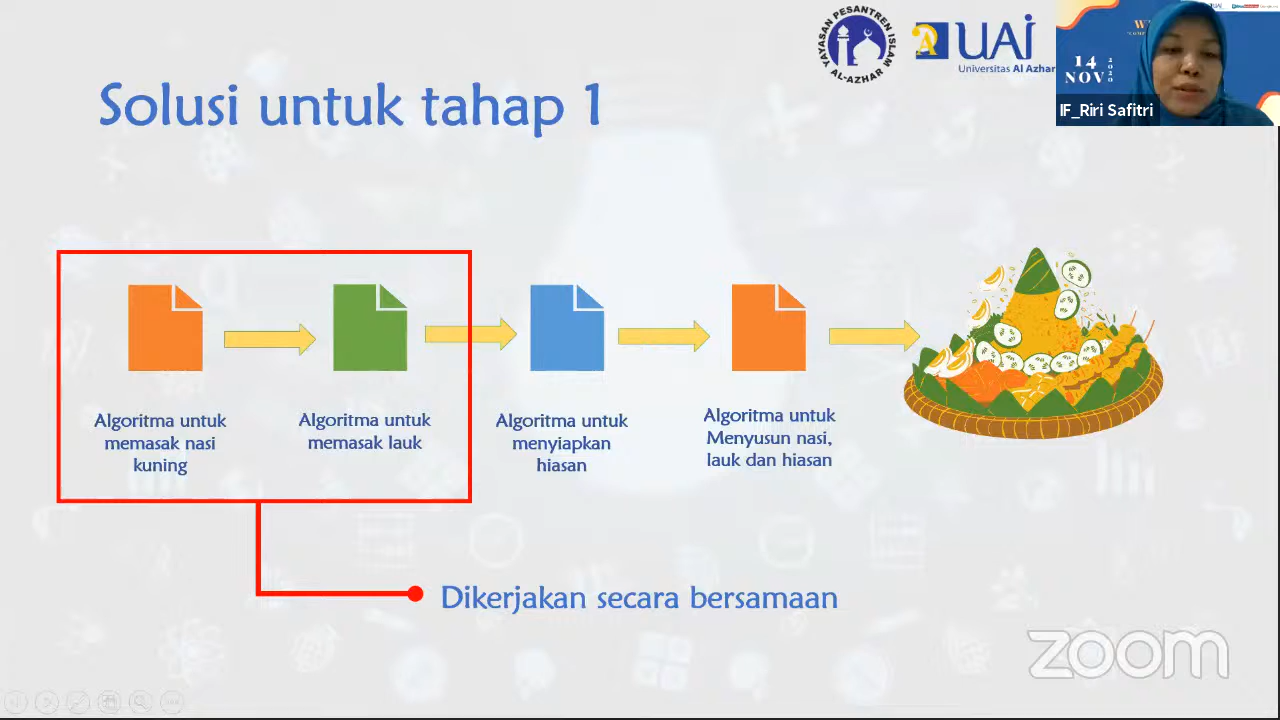 YAYASAN PESANTREN ISLAM
AL-AZHAR
UAI
Universitas Al Azhar
14
NOV
2020
IF_Riri Safitri
Solusi untuk tahap 1
Algoritma untuk
memasak nasi
kuning
Algoritma untuk
memasak lauk
Algoritma untuk
menyiapkan
hiasan
Algoritma untuk
Menyusun nasi,
lauk dan hiasan
Dikerjakan secara bersamaan
zoom